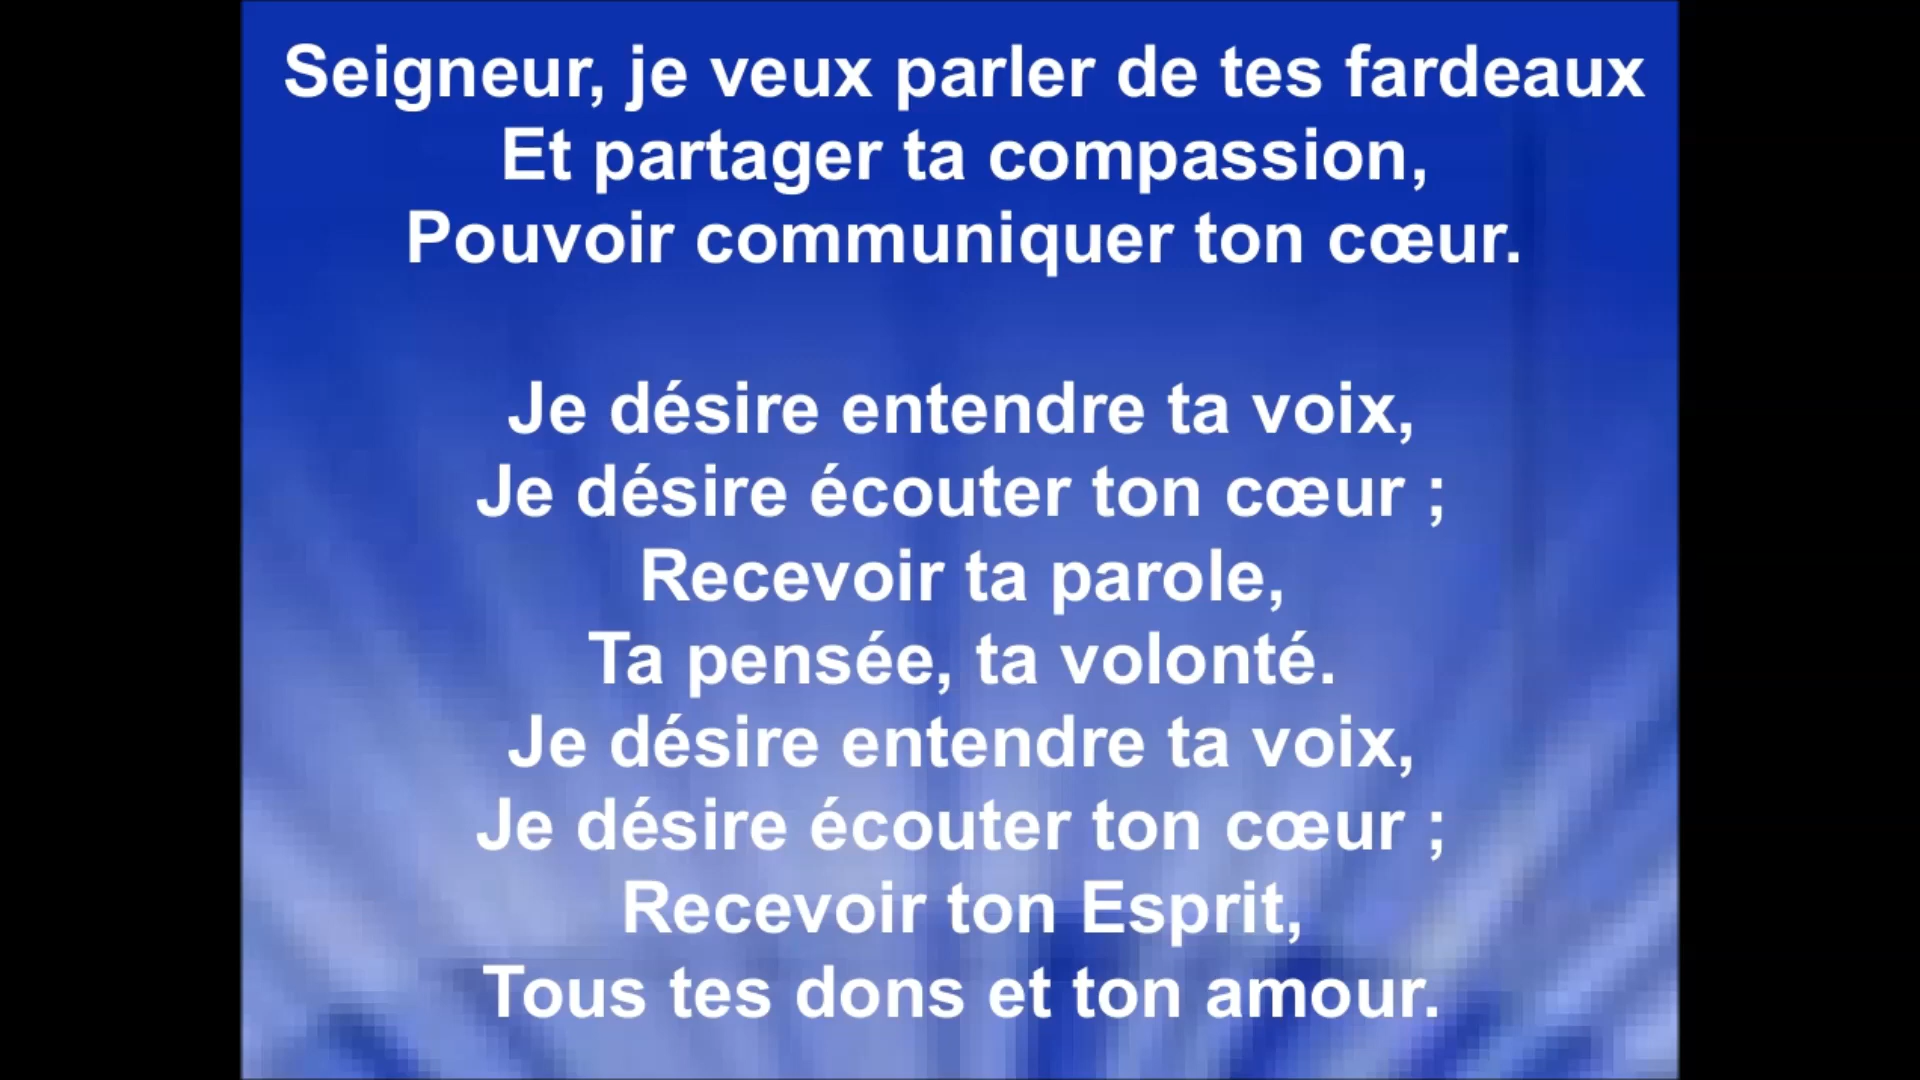 Seigneur, je veux parler de tes fardeaux
Et partager ta compassion,
Pouvoir communiquer ton cœur.
Je désire entendre ta voix,
Je désire écouter ton cœur ;
Recevoir ta parole,
Ta pensée, ta volonté.
Je désire entendre ta voix,
Je désire écouter ton cœur ;
Recevoir ton Esprit,
Tous tes dons et ton amour.